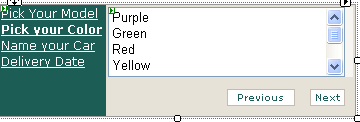 Pick Your Model
Pick your Color
Name your Car
Delivery Date
Purple
Green
Red
Yellow
Previous
Next